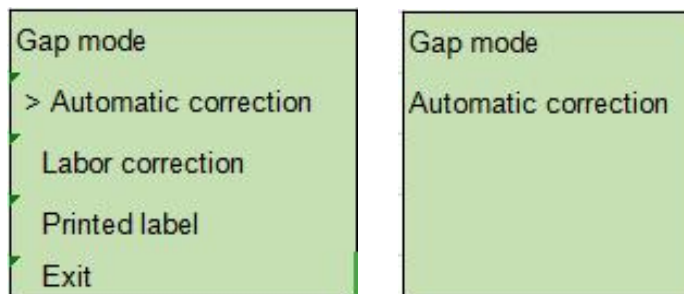 Gap mode
> Automatic correction
Labor correction
Printed label
Exit
Gap mode
Automatic correction